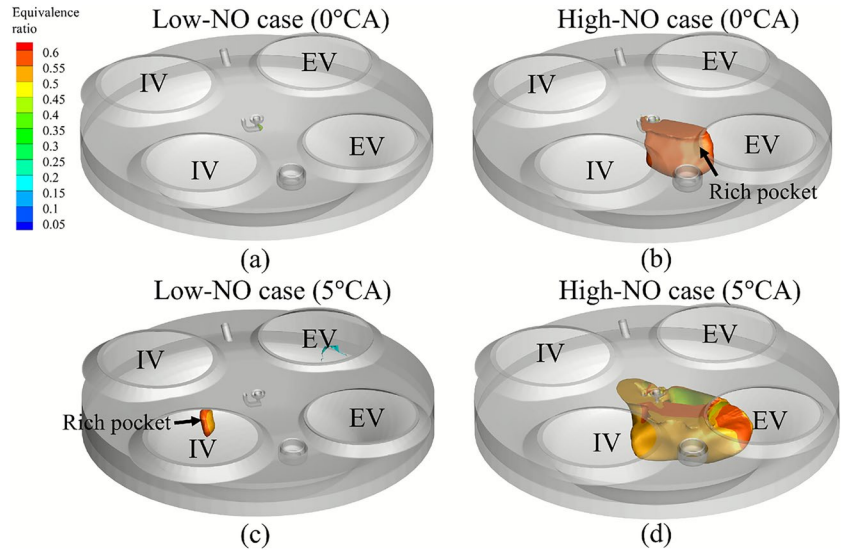 Equivalence
ratio
0.6
0.55
0.5
0.45
0.4
0.35
0.3
0.25
0.2
0.15
0.1
0.05
Low-NO case (0°CA)
IV
EV
IV
EV
(a)
High-NO case (0°CA)
IV
EV
IV
EV
Rich pocket
(b)
Low-NO case (5°CA)
IV
EV
Rich pocket
IV
EV
(c)
High-NO case (5°CA)
IV
EV
IV
EV
(d)